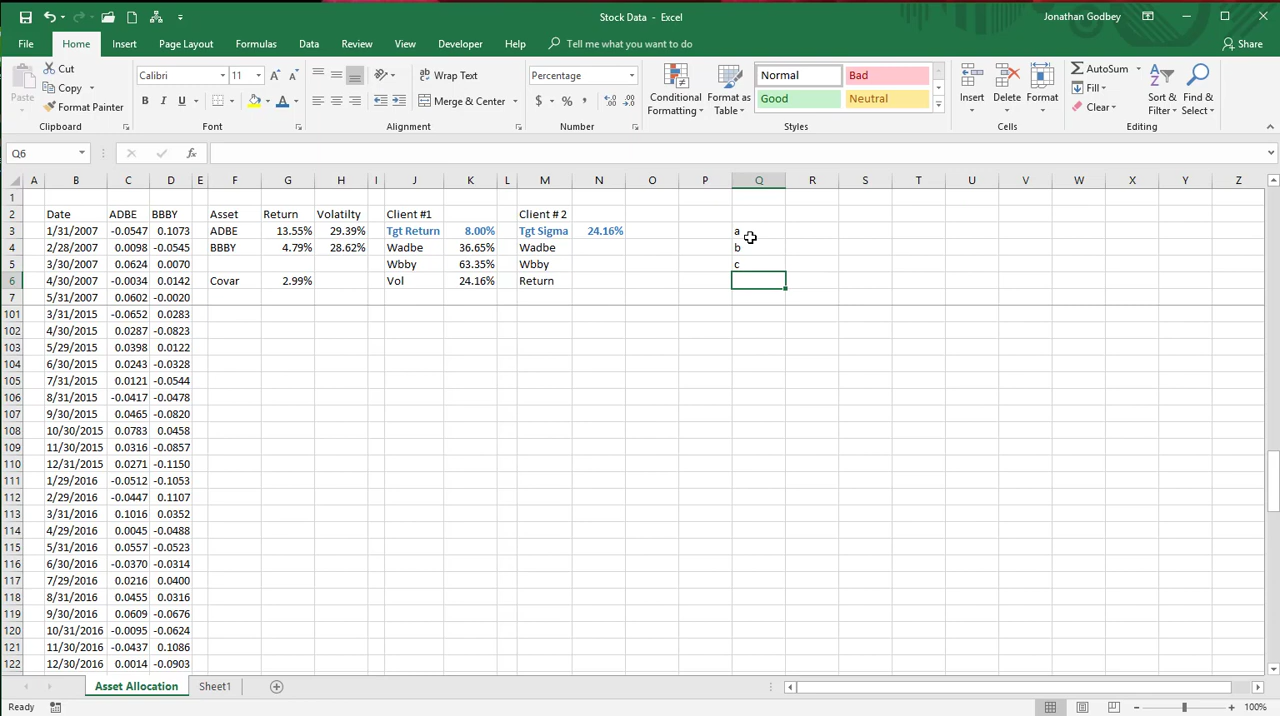 Stock Data - Excel
Jonathan Godbey
File Home Insert Page Layout Formulas Data Review View Developer Help Tell me what you want to do Share
Paste Cut Copy Format Painter
Calibri 11
B I U
Wrap Text
Merge & Center
Percentage
$ % ,
Conditional Formatting
Format as Table
Normal Bad
Good Neutral
Insert Delete Format
AutoSum
Fill
Clear
Sort & Filter
Find & Select
Clipboard Font Alignment Number Styles Cells Editing
Q6 fx
A B C D E F G H I J K L M N O P Q R S T U V W X Y Z
1
2 Date ADBE BBBY Asset Return Volatilty Client #1 Client # 2
3 1/31/2007 -0.0547 0.1073 ADBE 13.55% 29.39% Tgt Return 8.00% Tgt Sigma 24.16% a
4 2/28/2007 0.0098 -0.0545 BBBY 4.79% 28.62% Wadbe 36.65% Wadbe b
5 3/30/2007 0.0624 0.0070 Wbby 63.35% Wbby c
6 4/30/2007 -0.0034 0.0142 Covar 2.99% Vol 24.16% Return
7 5/31/2007 0.0602 -0.0020
101 3/31/2015 -0.0652 0.0283
102 4/30/2015 0.0287 -0.0823
103 5/29/2015 0.0398 0.0122
104 6/30/2015 0.0243 -0.0328
105 7/31/2015 0.0121 -0.0544
106 8/31/2015 -0.0417 -0.0478
107 9/30/2015 0.0465 -0.0820
108 10/30/2015 0.0783 0.0458
109 11/30/2015 0.0316 -0.0857
110 12/31/2015 0.0271 -0.1150
111 1/29/2016 -0.0512 -0.1053
112 2/29/2016 -0.0447 0.1107
113 3/31/2016 0.1016 0.0352
114 4/29/2016 0.0045 -0.0488
115 5/31/2016 0.0557 -0.0523
116 6/30/2016 -0.0370 -0.0314
117 7/29/2016 0.0216 0.0400
118 8/31/2016 0.0455 0.0316
119 9/30/2016 0.0609 -0.0676
120 10/31/2016 -0.0095 -0.0624
121 11/30/2016 -0.0437 0.1086
122 12/30/2016 0.0014 -0.0903
Asset Allocation Sheet1
Ready 100%